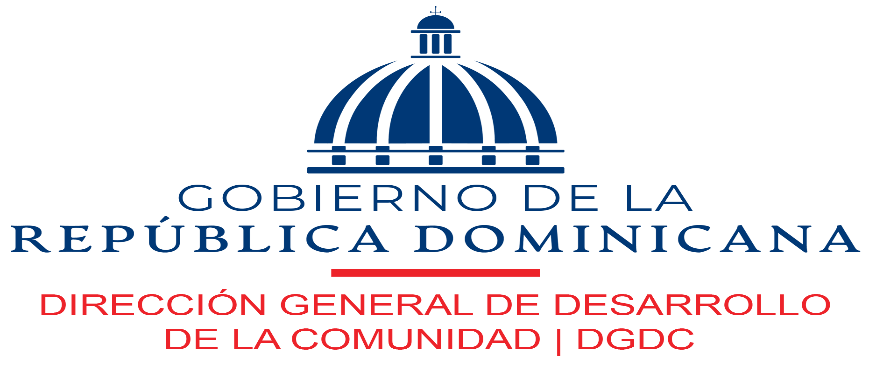 GOBIERNO DE LA
REPÚBLICA DOMINICANA
DIRECCIÓN GENERAL DE DESARROLLO
DE LA COMUNIDAD | DGDC